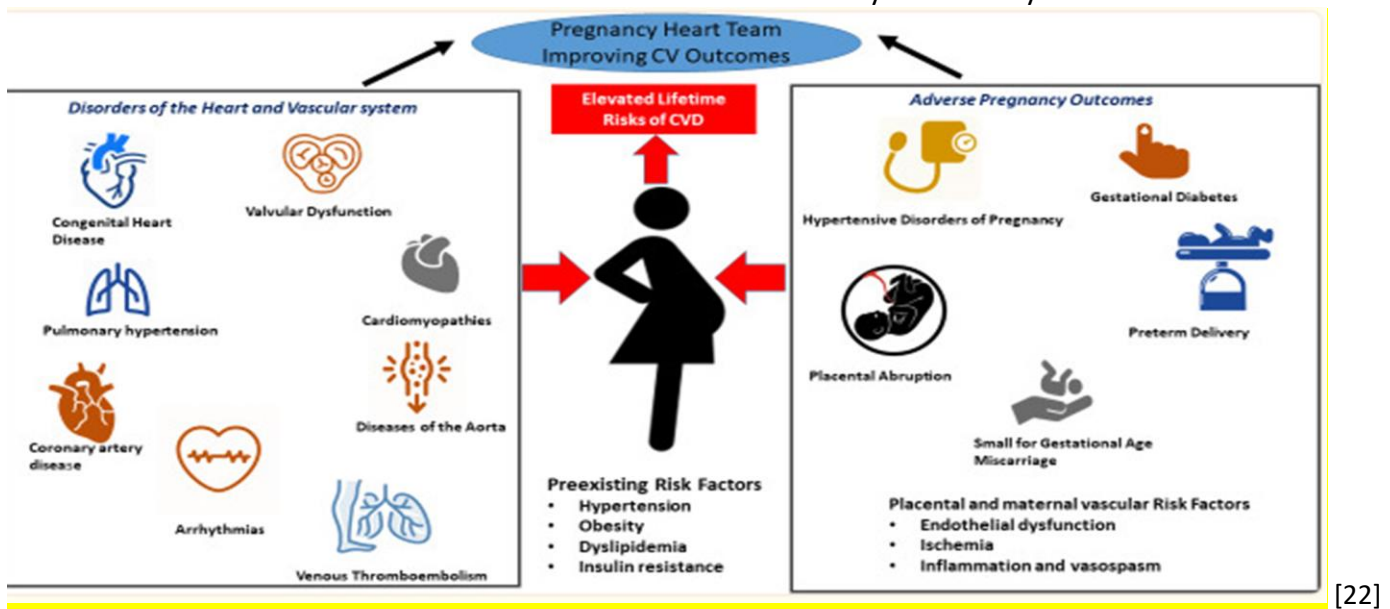 Pregnancy Heart Team
Improving CV Outcomes
Disorders of the Heart and Vascular system
Congenital Heart
Disease
Valvular Dysfunction
Pulmonary hypertension
Cardiomyopathies
Coronary artery
disease
Diseases of the Aorta
Arrhythmias
Venous Thromboembolism
Elevated Lifetime
Risks of CVD
Preexisting Risk Factors
• Hypertension
• Obesity
• Dyslipidemia
• Insulin resistance
Adverse Pregnancy Outcomes
Hypertensive Disorders of Pregnancy
Gestational Diabetes
Placental Abruption
Preterm Delivery
Small for Gestational Age
Miscarriage
Placental and maternal vascular Risk Factors
• Endothelial dysfunction
• Ischemia
• Inflammation and vasospasm
[22]